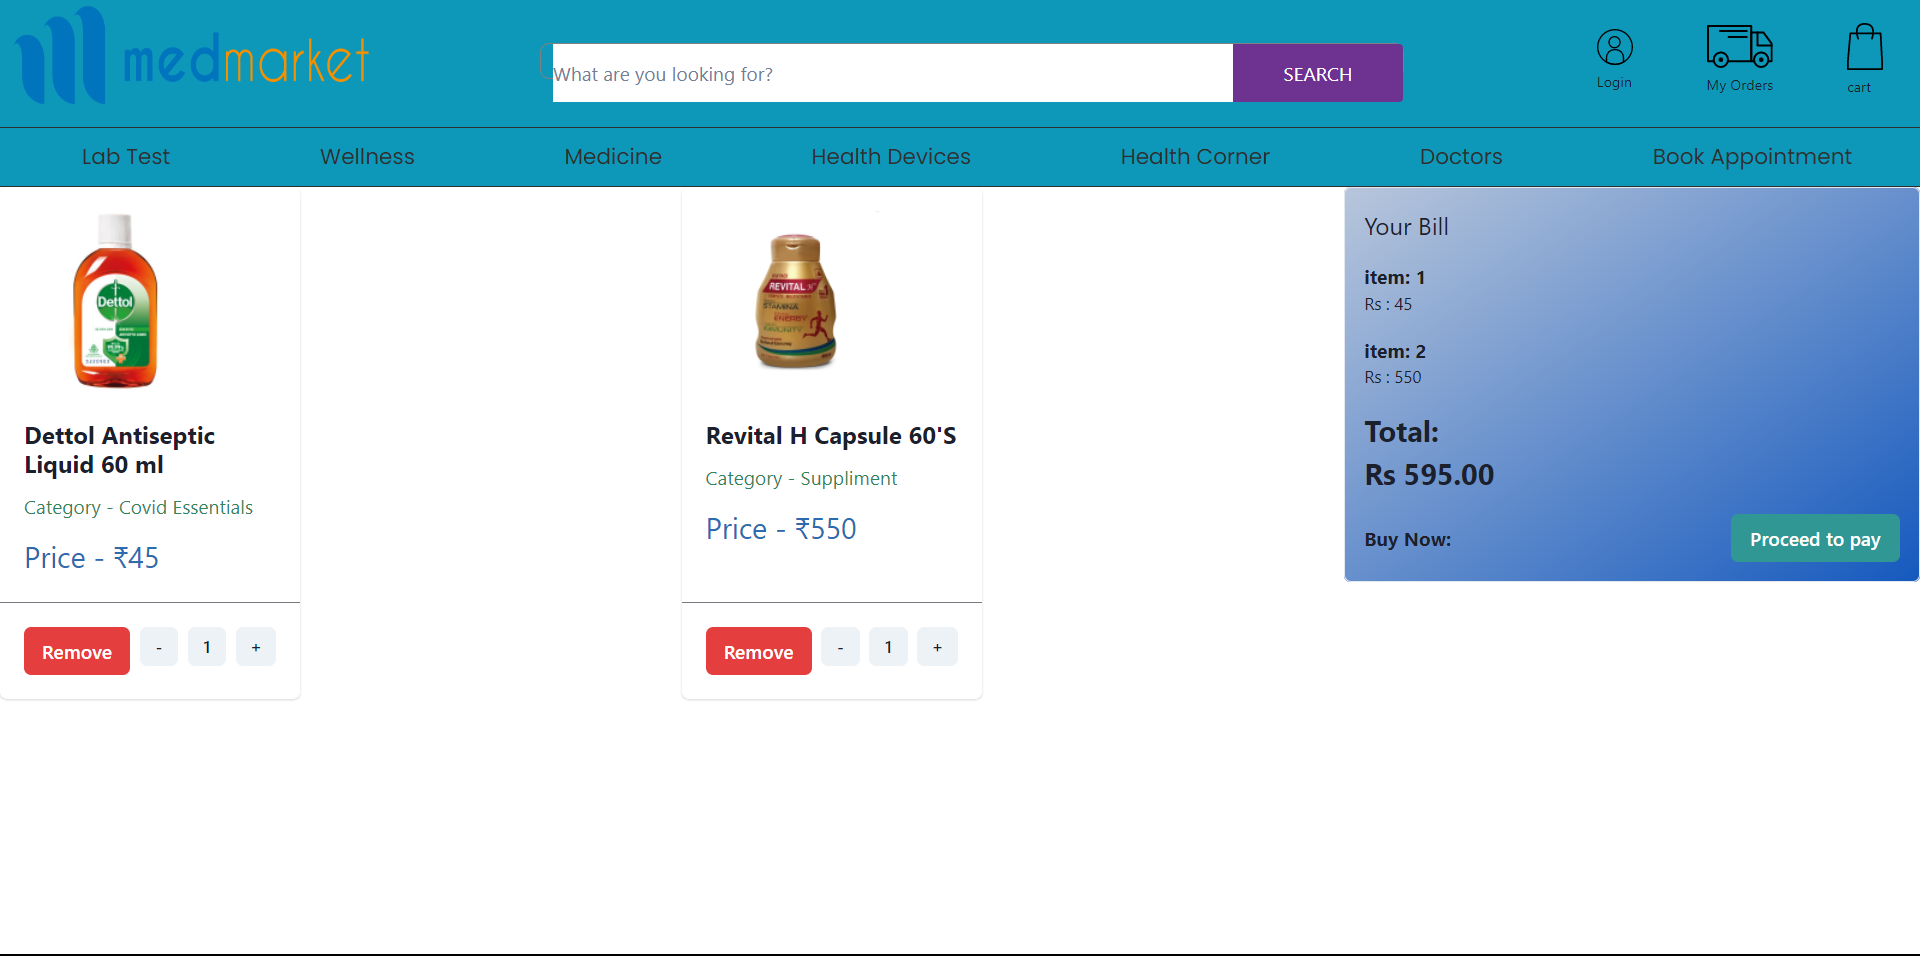 medmarket
What are you looking for?
SEARCH
Login
My Orders
cart
Lab Test
Wellness
Medicine
Health Devices
Health Corner
Doctors
Book Appointment
Dettol
Dettol Antiseptic
Liquid 60 ml
Category - Covid Essentials
Price - ₹45
Remove
-
1
+
REVITAL H
STAMINA
ENERGY
IMMUNITY
Revital H Capsule 60'S
Category - Suppliment
Price - ₹550
Remove
-
1
+
Your Bill
item: 1
Rs : 45
item: 2
Rs : 550
Total:
Rs 595.00
Buy Now:
Proceed to pay